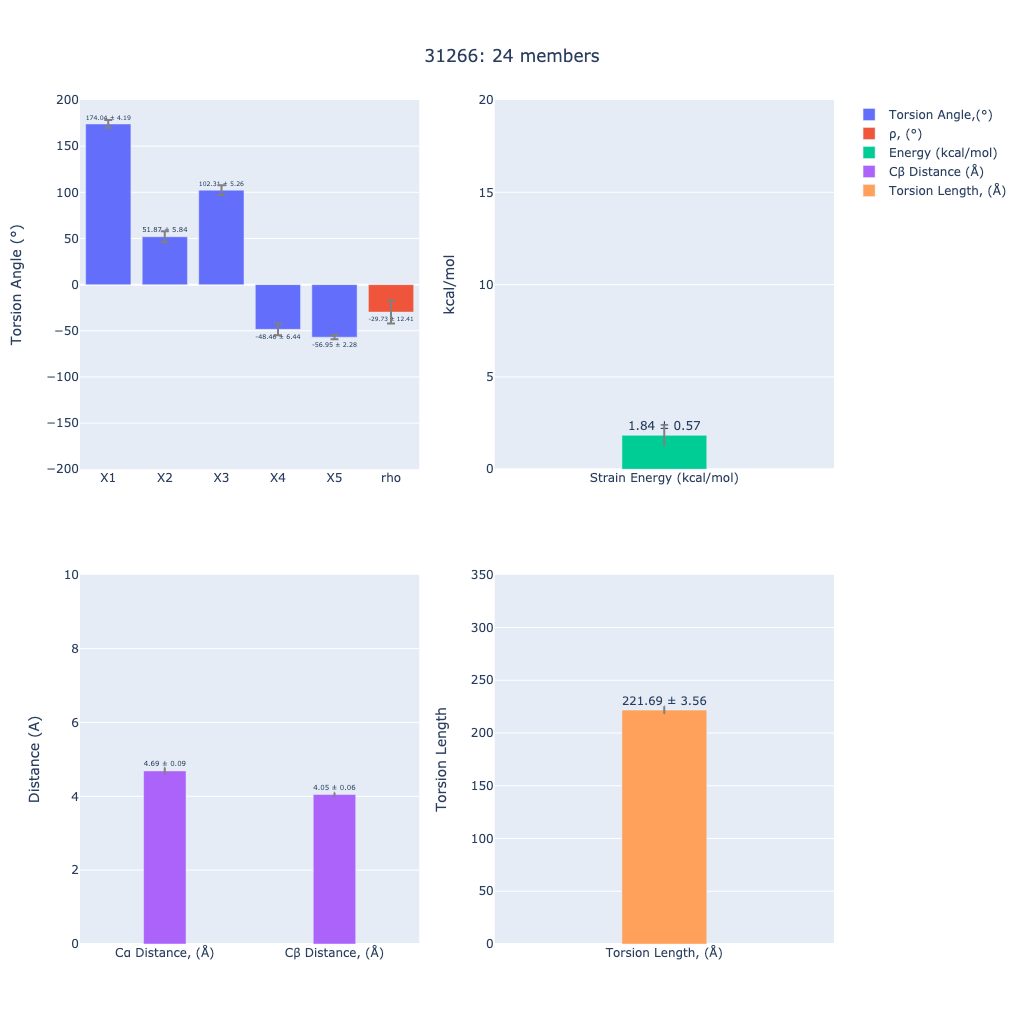 31266: 24 members
Torsion Angle (°)
200
150
100
50
0
−50
−100
−150
−200
51.87 ± 5.84
102.31 ± 5.26
-48.46 ± 6.44
-56.95 ± 2.28
-29.73 ± 12.41
X1
X2
X3
X4
X5
rho
kcal/mol
20
15
10
5
0
1.84 ± 0.57
Strain Energy (kcal/mol)
Torsion Angle,(°)
ρ, (°)
Energy (kcal/mol)
Cβ Distance (Å)
Torsion Length, (Å)
Distance (A)
10
8
6
4
2
0
4.69 ± 0.09
4.05 ± 0.06
Cα Distance, (Å)
Cβ Distance, (Å)
Torsion Length
350
300
250
200
150
100
50
0
221.69 ± 3.56
Torsion Length, (Å)